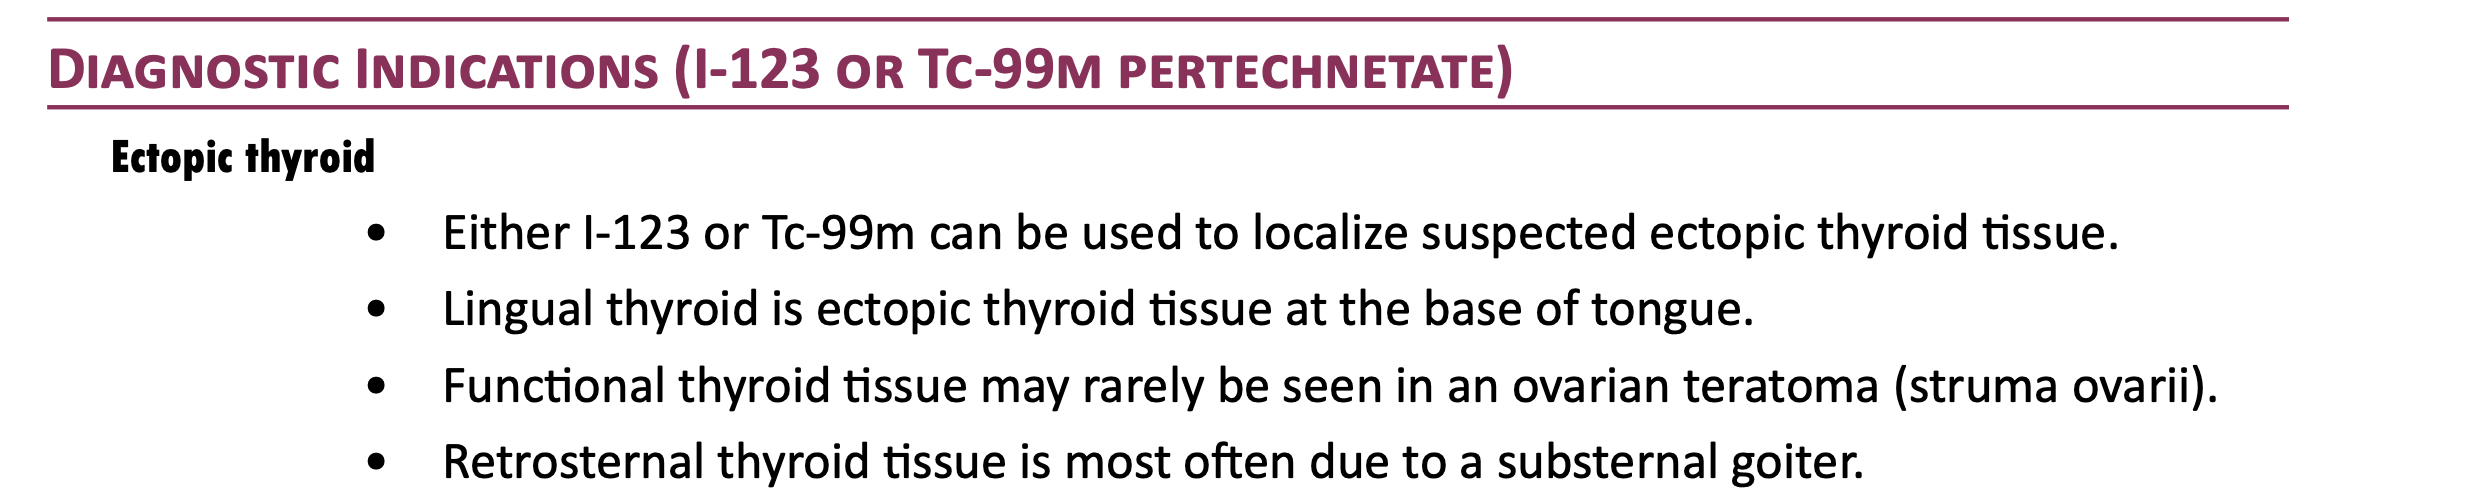 Diagnostic Indications (I-123 or Tc-99m pertechnetate)
Ectopic thyroid
• Either I-123 or Tc-99m can be used to localize suspected ectopic thyroid tissue.
• Lingual thyroid is ectopic thyroid tissue at the base of tongue.
• Functional thyroid tissue may rarely be seen in an ovarian teratoma (struma ovarii).
• Retrosternal thyroid tissue is most often due to a substernal goiter.